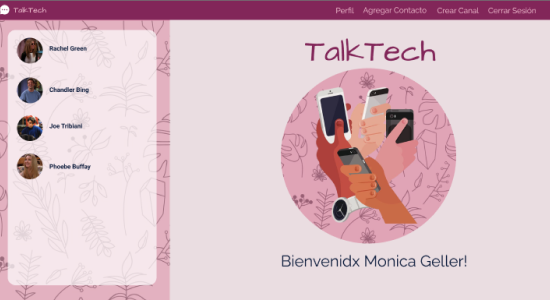 TalkTech
Perfil Agregar Contacto Crear Canal Cerrar Sesión
Rachel Green
Chandler Bing
Joe Tribiani
Phoebe Buffay
TalkTech
Bienvenidx Monica Geller!